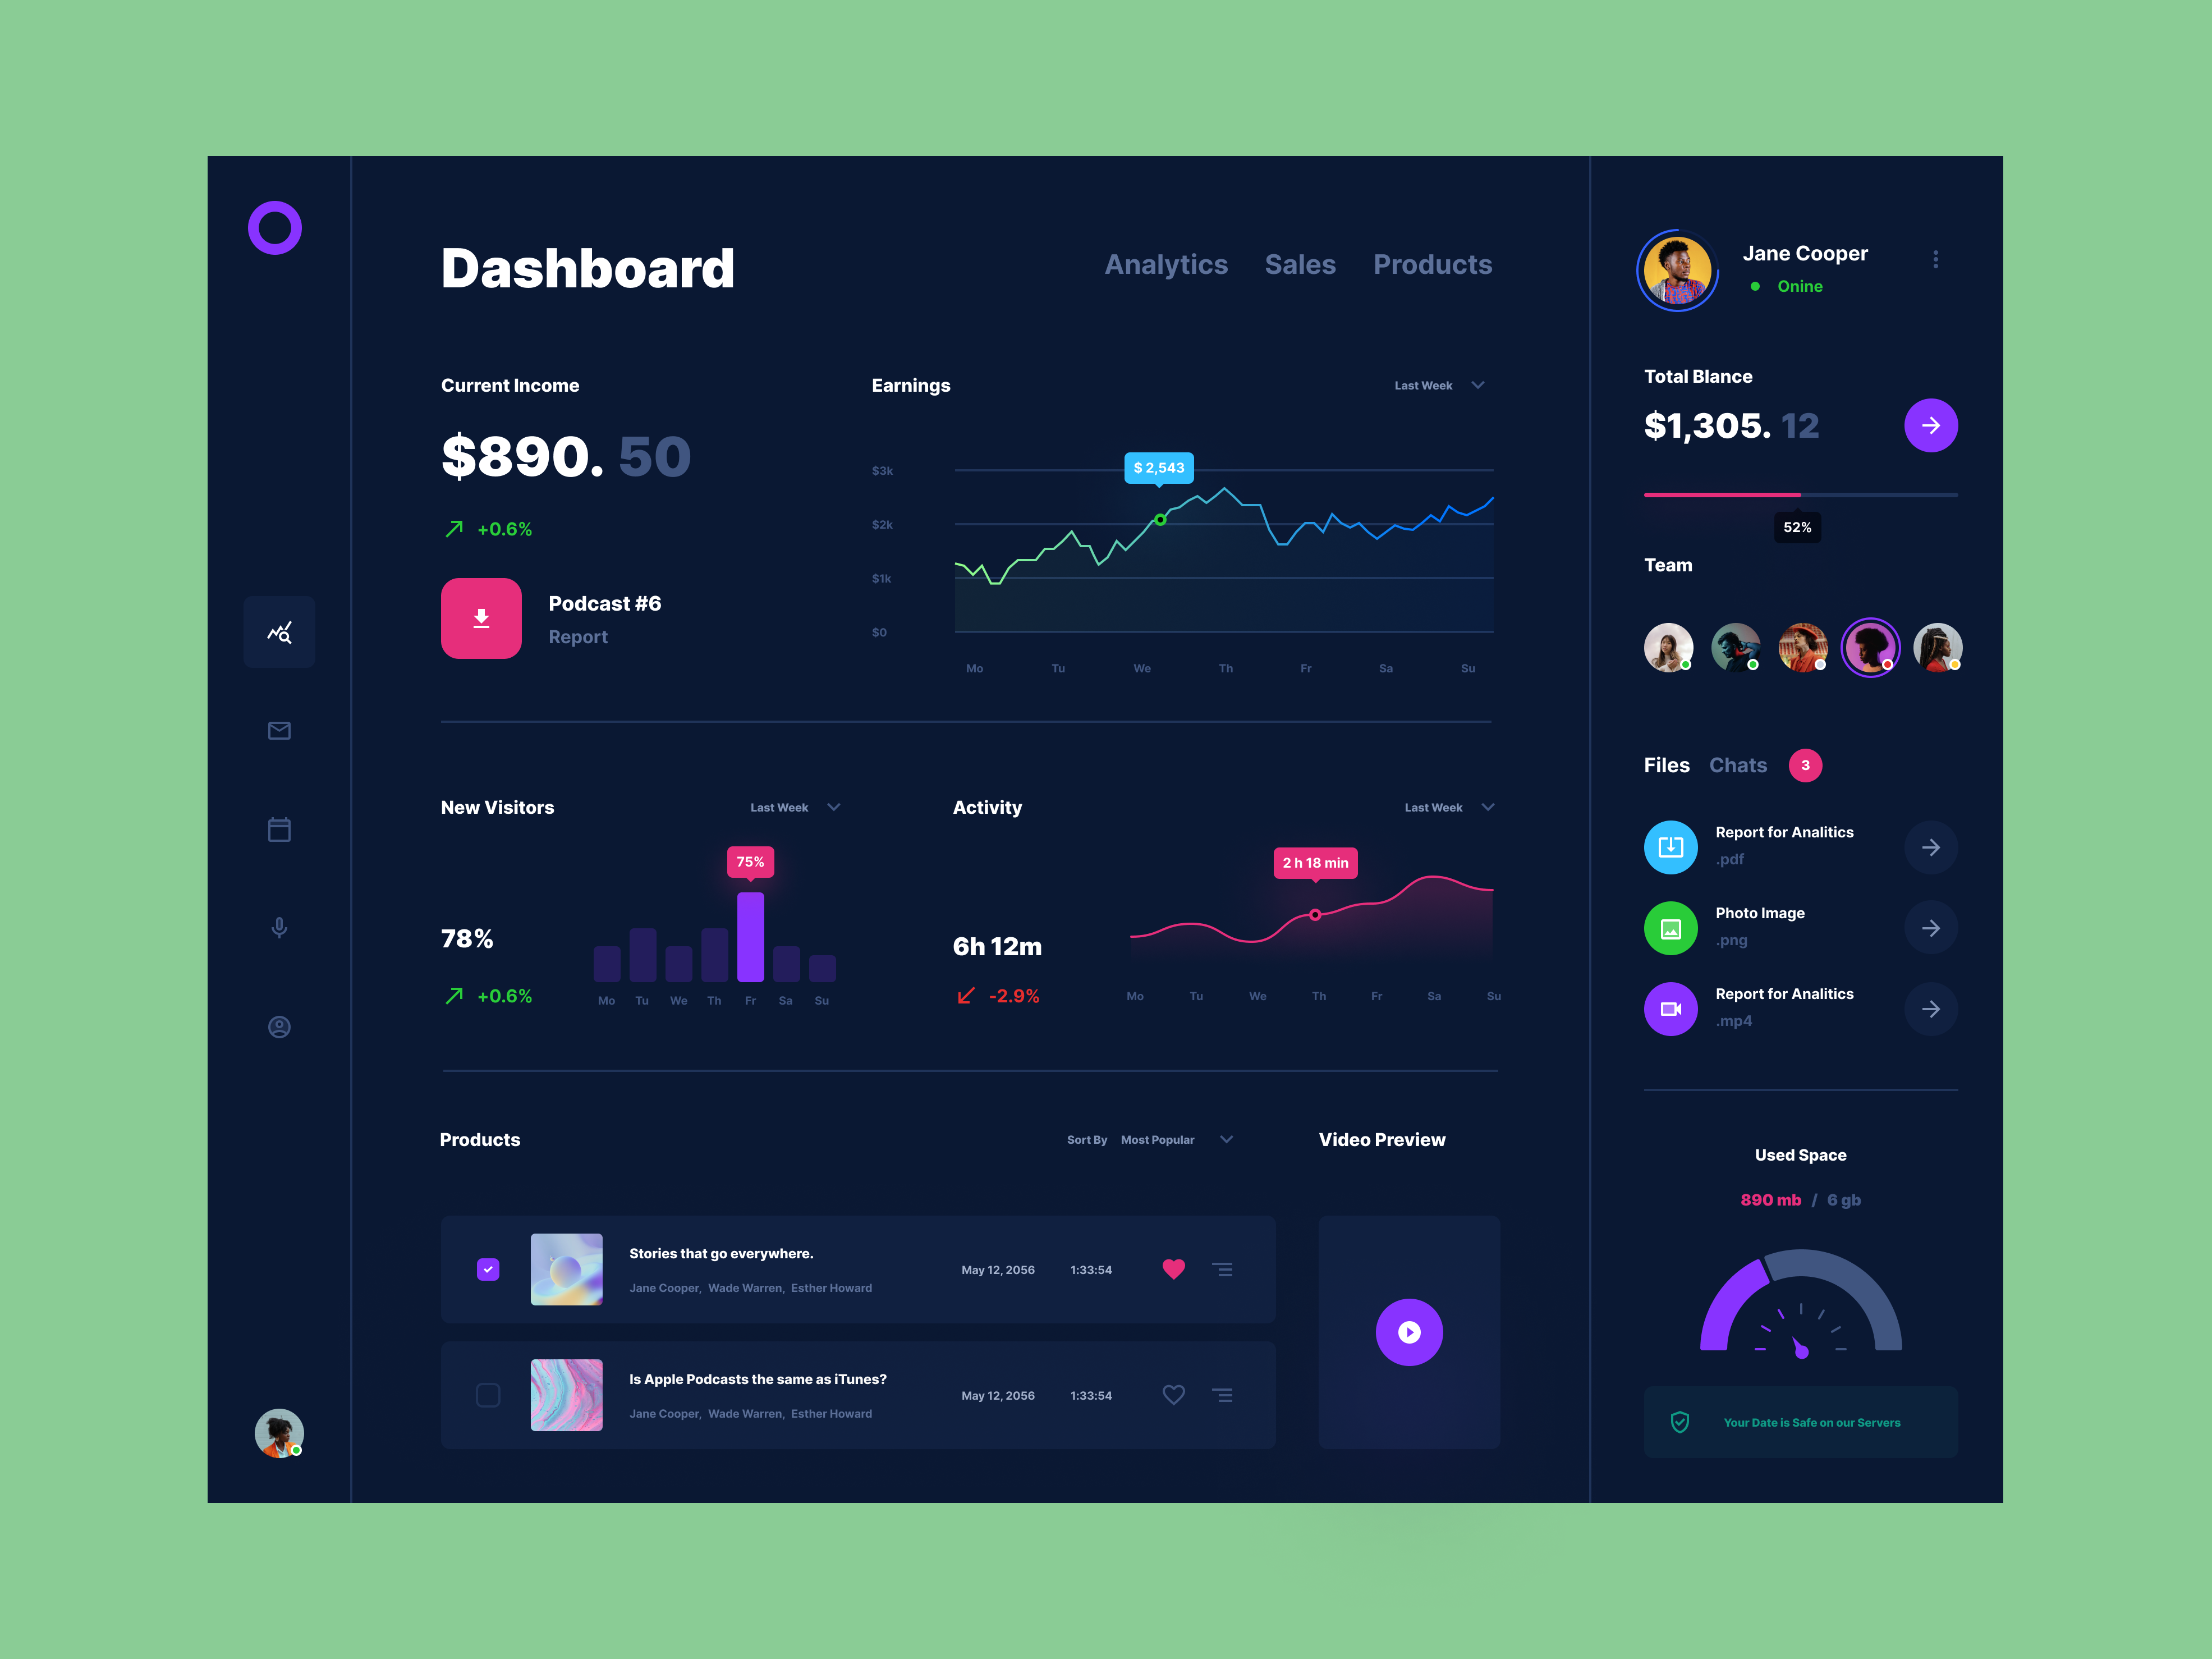 Dashboard
Analytics Sales Products
Current Income
$890. 50
+0.6%
Podcast #6
Report
Earnings
Last Week
$ 2,543
$3k
$2k
$1k
$0
Mo Tu We Th Fr Sa Su
New Visitors
Last Week
75%
78%
+0.6%
Mo Tu We Th Fr Sa Su
Activity
Last Week
2 h 18 min
6h 12m
-2.9%
Mo Tu We Th Fr Sa Su
Products
Sort By Most Popular
Stories that go everywhere.
Jane Cooper, Wade Warren, Esther Howard
May 12, 2056 1:33:54
Is Apple Podcasts the same as iTunes?
Jane Cooper, Wade Warren, Esther Howard
May 12, 2056 1:33:54
Video Preview
Jane Cooper
Onine
Total Blance
$1,305. 12
52%
Team
Files Chats 3
Report for Analitics
.pdf
Photo Image
.png
Report for Analitics
.mp4
Used Space
890 mb / 6 gb
Your Date is Safe on our Servers